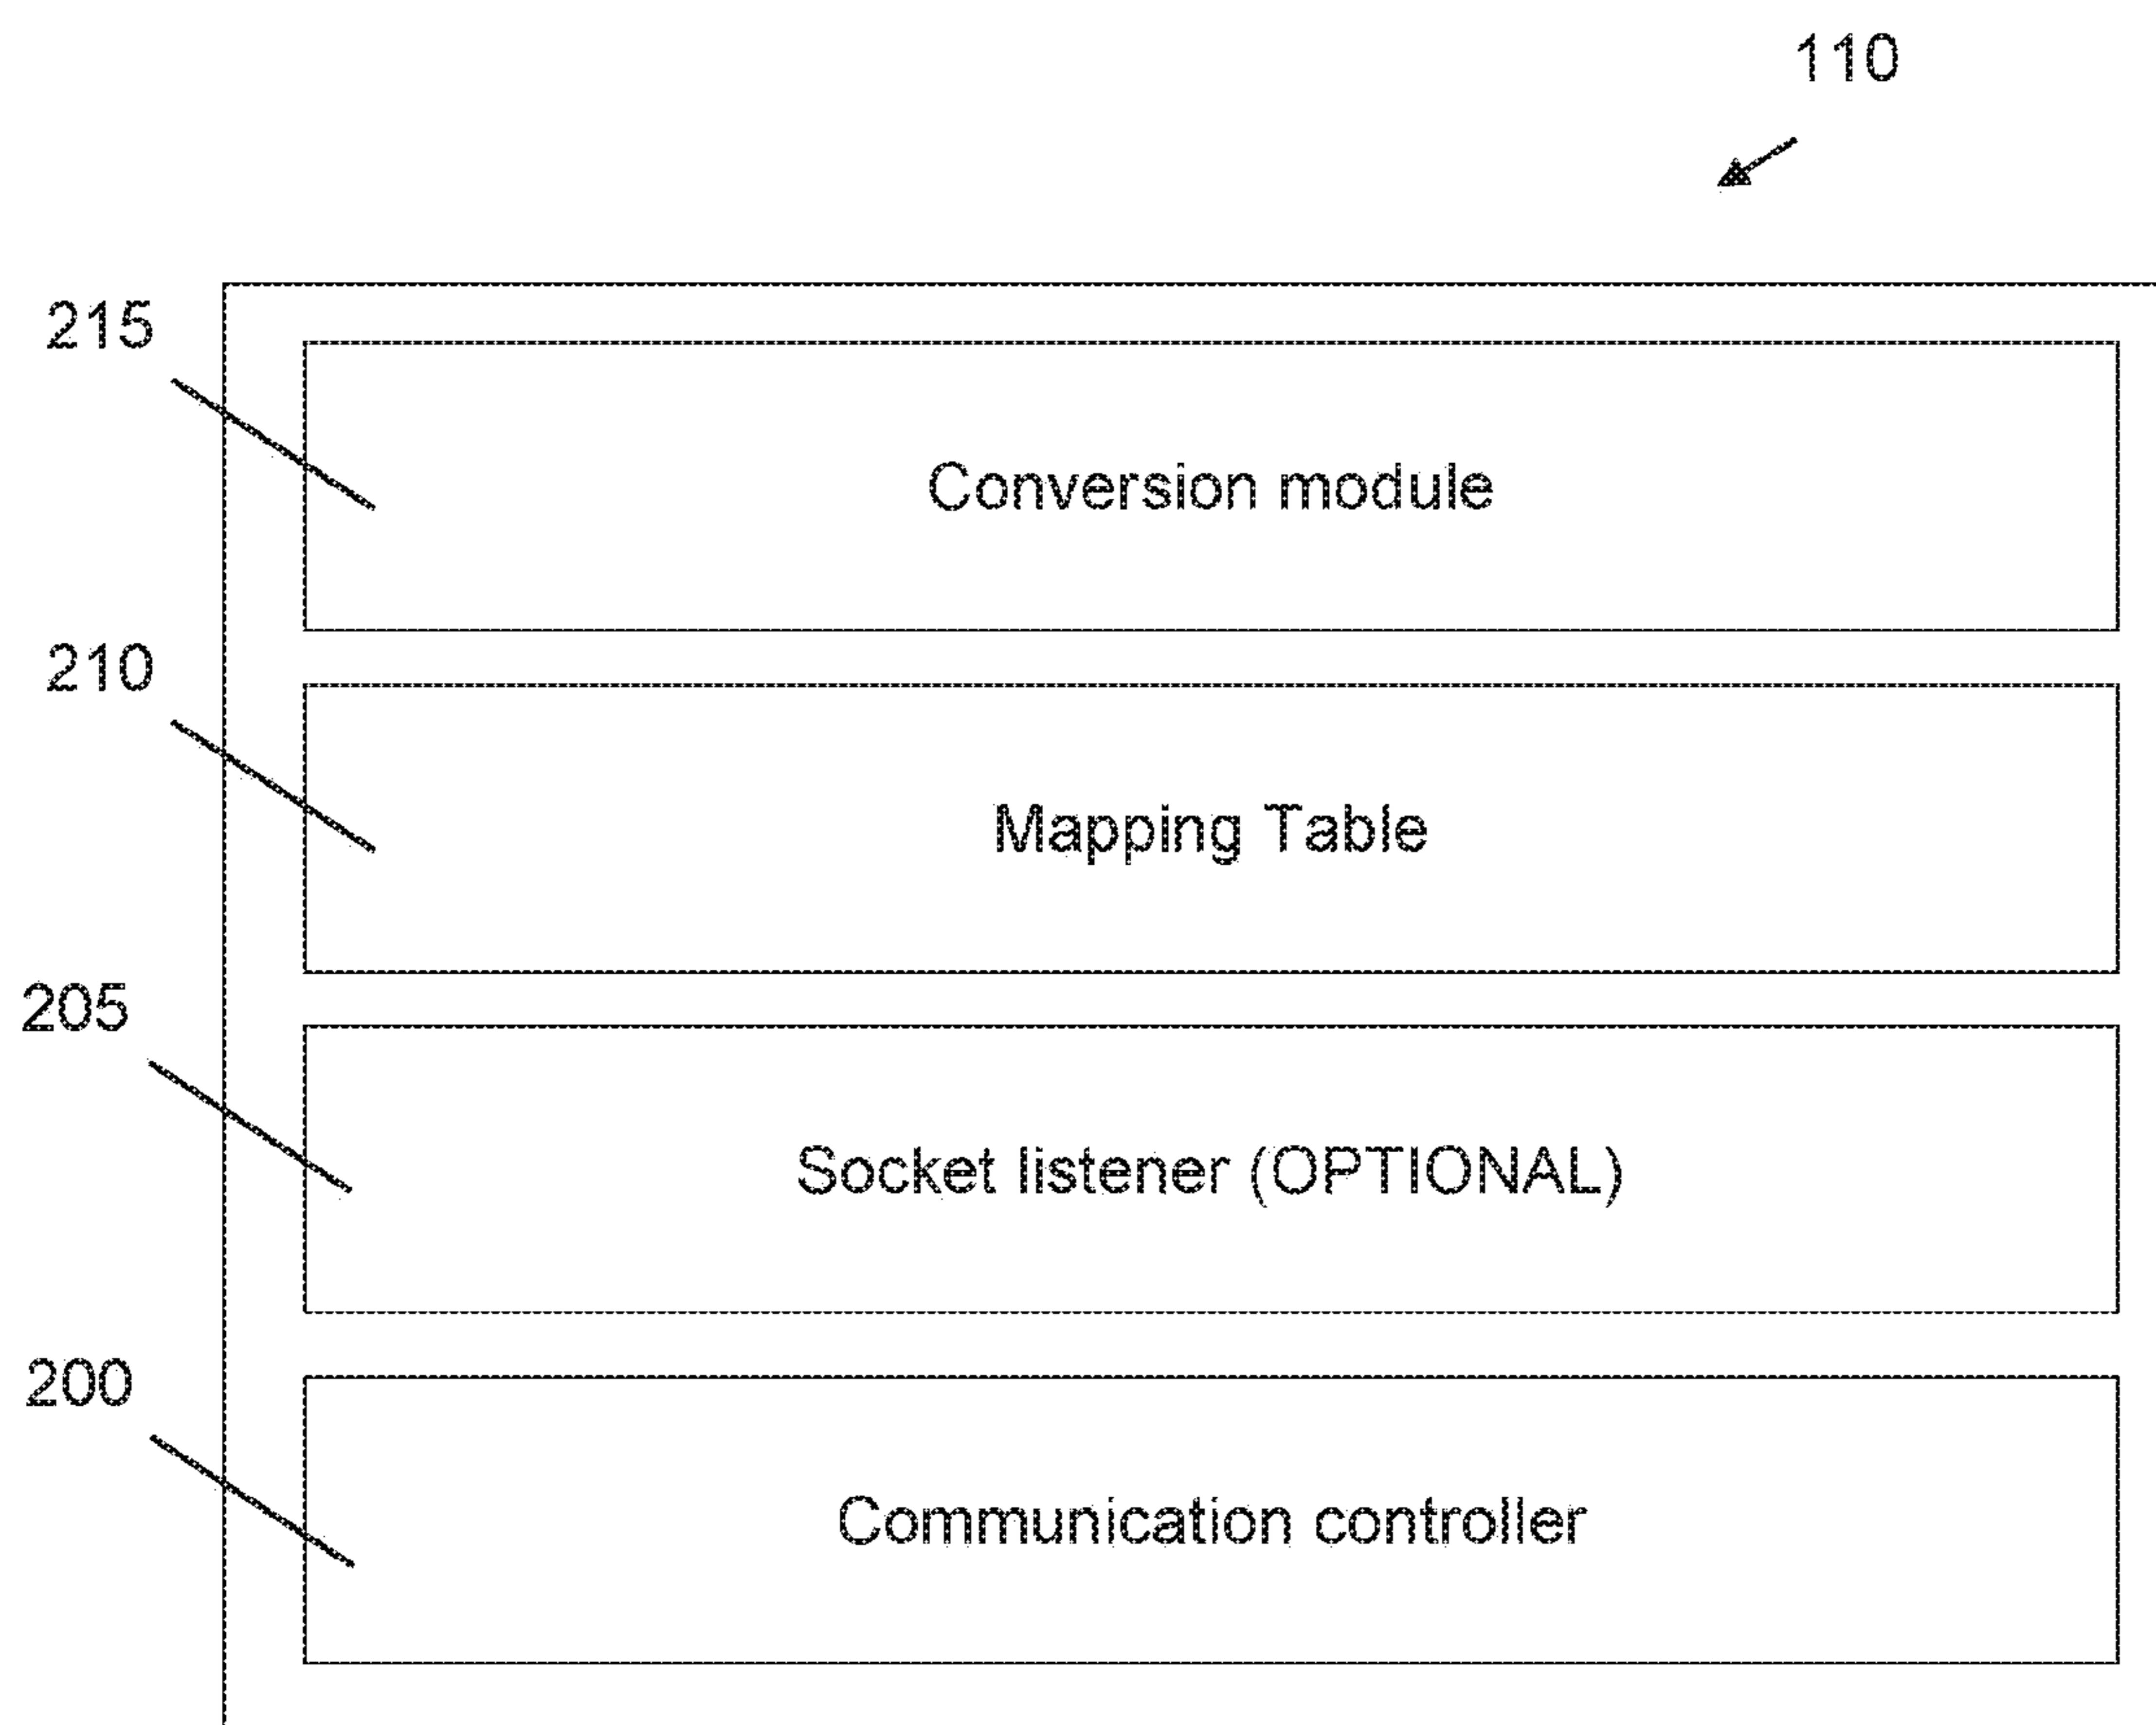 110
215
Conversion module
210
Mapping Table
205
Socket listener (OPTIONAL)
200
Communication controller